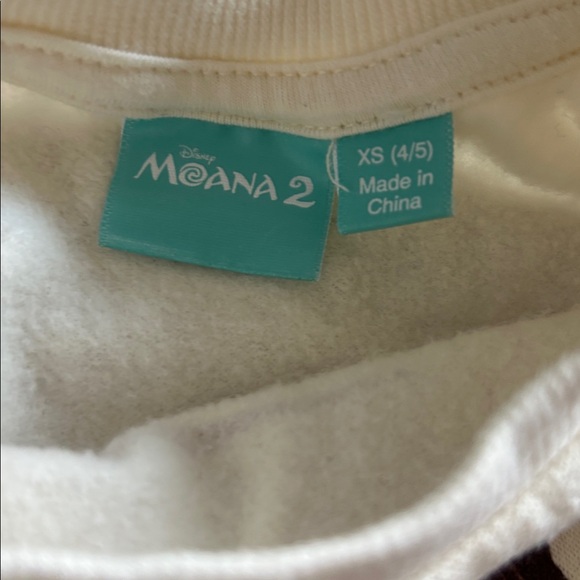 Disney
MOANA 2
XS (4/5)
Made in
China